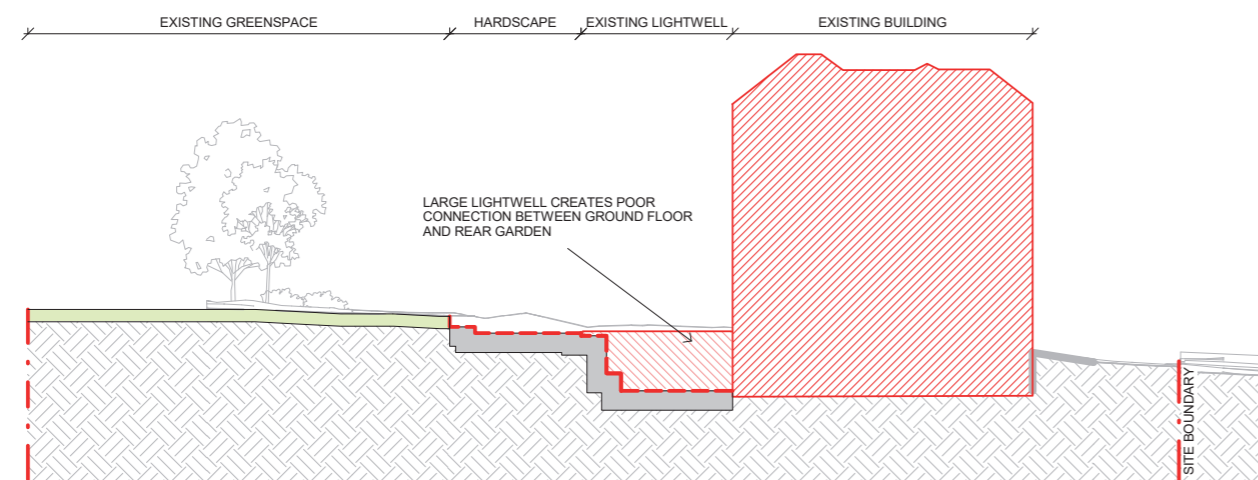 EXISTING GREENSPACE
HARDSCAPE
EXISTING LIGHTWELL
EXISTING BUILDING
LARGE LIGHTWELL CREATES POOR
CONNECTION BETWEEN GROUND FLOOR
AND REAR GARDEN
SITE BOUNDARY